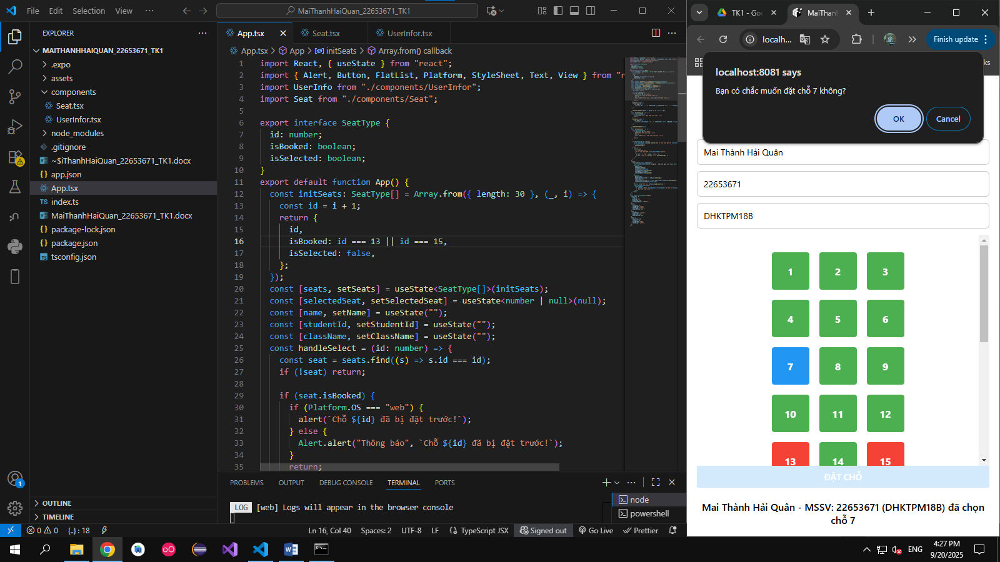 File Edit Selection View ···
MaiThanhHaiQuan_22653671_TK1
EXPLORER
MAITHANHHAIQUAN_22653671_TK1
.expo
assets
components
Seat.tsx
UserInfor.tsx
node_modules
.gitignore
~$iThanhHaiQuan_22653671_TK1.docx
app.json
App.tsx
index.ts
MaiThanhHaiQuan_22653671_TK1.docx
package-lock.json
package.json
tsconfig.json
OUTLINE
TIMELINE
App.tsx Seat.tsx UserInfor.tsx
App.tsx > App > initSeats > Array.from() callback
1 import React, { useState } from "react";
2 import { Alert, Button, FlatList, Platform, StyleSheet, Text, View } from "r
3 import UserInfo from "./components/UserInfor";
4 import Seat from "./components/Seat";
5
6 export interface SeatType {
7 id: number;
8 isBooked: boolean;
9 isSelected: boolean;
10 }
11 export default function App() {
12 const initSeats: SeatType[] = Array.from({ length: 30 }, (_, i) => {
13 const id = i + 1;
14 return {
15 id,
16 isBooked: id === 13 || id === 15,
17 isSelected: false,
18 };
19 });
20 const [seats, setSeats] = useState<SeatType[]>(initSeats);
21 const [selectedSeat, setSelectedSeat] = useState<number | null>(null);
22 const [name, setName] = useState("");
23 const [studentId, setStudentId] = useState("");
24 const [className, setClassName] = useState("");
25 const handleSelect = (id: number) => {
26 const seat = seats.find((s) => s.id === id);
27 if (!seat) return;
28
29 if (seat.isBooked) {
30 if (Platform.OS === "web") {
31 alert(`Chỗ ${id} đã bị đặt trước!`);
32 } else {
33 Alert.alert("Thông báo", `Chỗ ${id} đã bị đặt trước!`);
34 }
35 return;
PROBLEMS OUTPUT DEBUG CONSOLE TERMINAL PORTS
LOG [web] Logs will appear in the browser console
node
powershell
0 0 {..} : 18 Ln 16, Col 40 Spaces: 2 UTF-8 LF TypeScript JSX Signed out Go Live Prettier
TK1 - Goo MaiThanh
localh... Finish update
ks
localhost:8081 says
Bạn có chắc muốn đặt chỗ 7 không?
OK Cancel
Mai Thành Hải Quân
22653671
DHKTPM18B
1 2 3
4 5 6
7 8 9
10 11 12
13 14 15
ĐẶT CHỖ
Mai Thành Hải Quân - MSSV: 22653671 (DHKTPM18B) đã chọn
chỗ 7
ENG
4:27 PM
9/20/2025